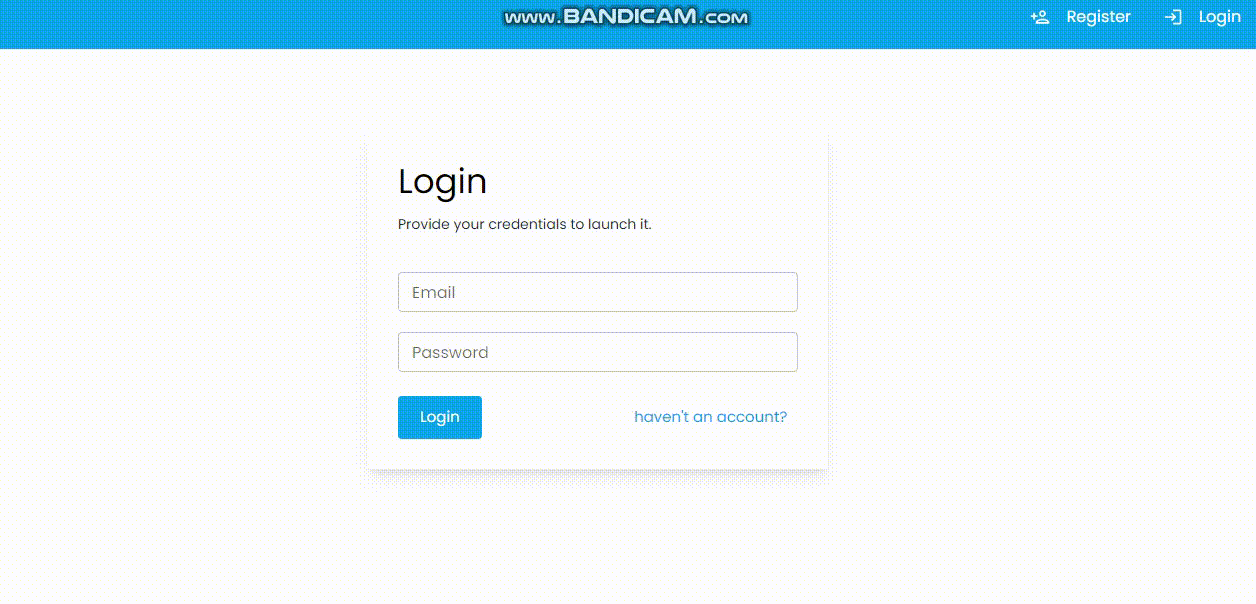 www.BANDICAM.com
Register
Login
Login
Provide your credentials to launch it.
Email
Password
Login
haven't an account?